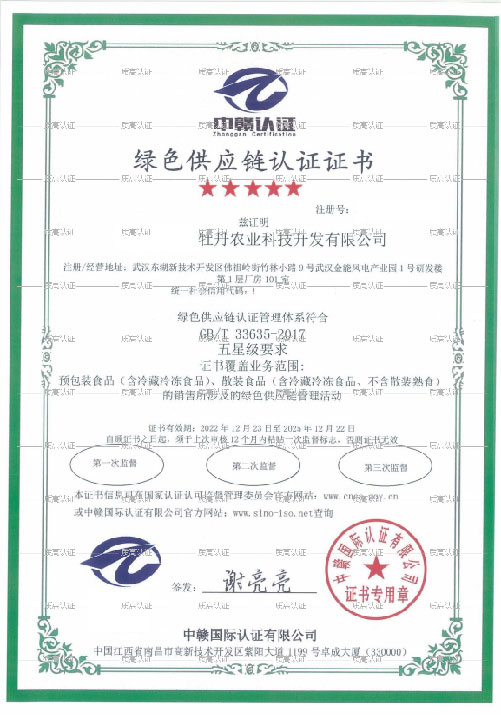 中赣认证
Zhonggan Certification
绿色供应链认证证书
注册号：
兹证明
牡丹农业科技开发有限公司
注册/经营地址：武汉东湖新技术开发区佛祖岭街竹林小路9号武汉金能风电产业园1号研发楼
第1层厂房101室
统一社会信用代码：
绿色供应链认证管理体系符合
GB/T 33635-2017
五星级要求
证书覆盖业务范围：
预包装食品（含冷藏冷冻食品）、散装食品（含冷藏冷冻食品、不含散装熟食）
的销售所涉及的绿色供应链管理活动
证书有效期：2022年12月23日至2025年12月22日
自颁证之日起，须于上次审核12个月内粘贴一次监督标志，否则证书无效
第一次监督
第二次监督
第三次监督
本证书信息可在国家认证认可监督管理委员会官方网站：www.cnca.gov.cn
或中赣国际认证有限公司官方网站：www.sino-iso.net查询
签发：谢亮亮
中赣国际认证有限公司
证书专用章
中赣国际认证有限公司
中国江西省南昌市高新技术开发区紫阳大道1199号卓成大厦（330000）